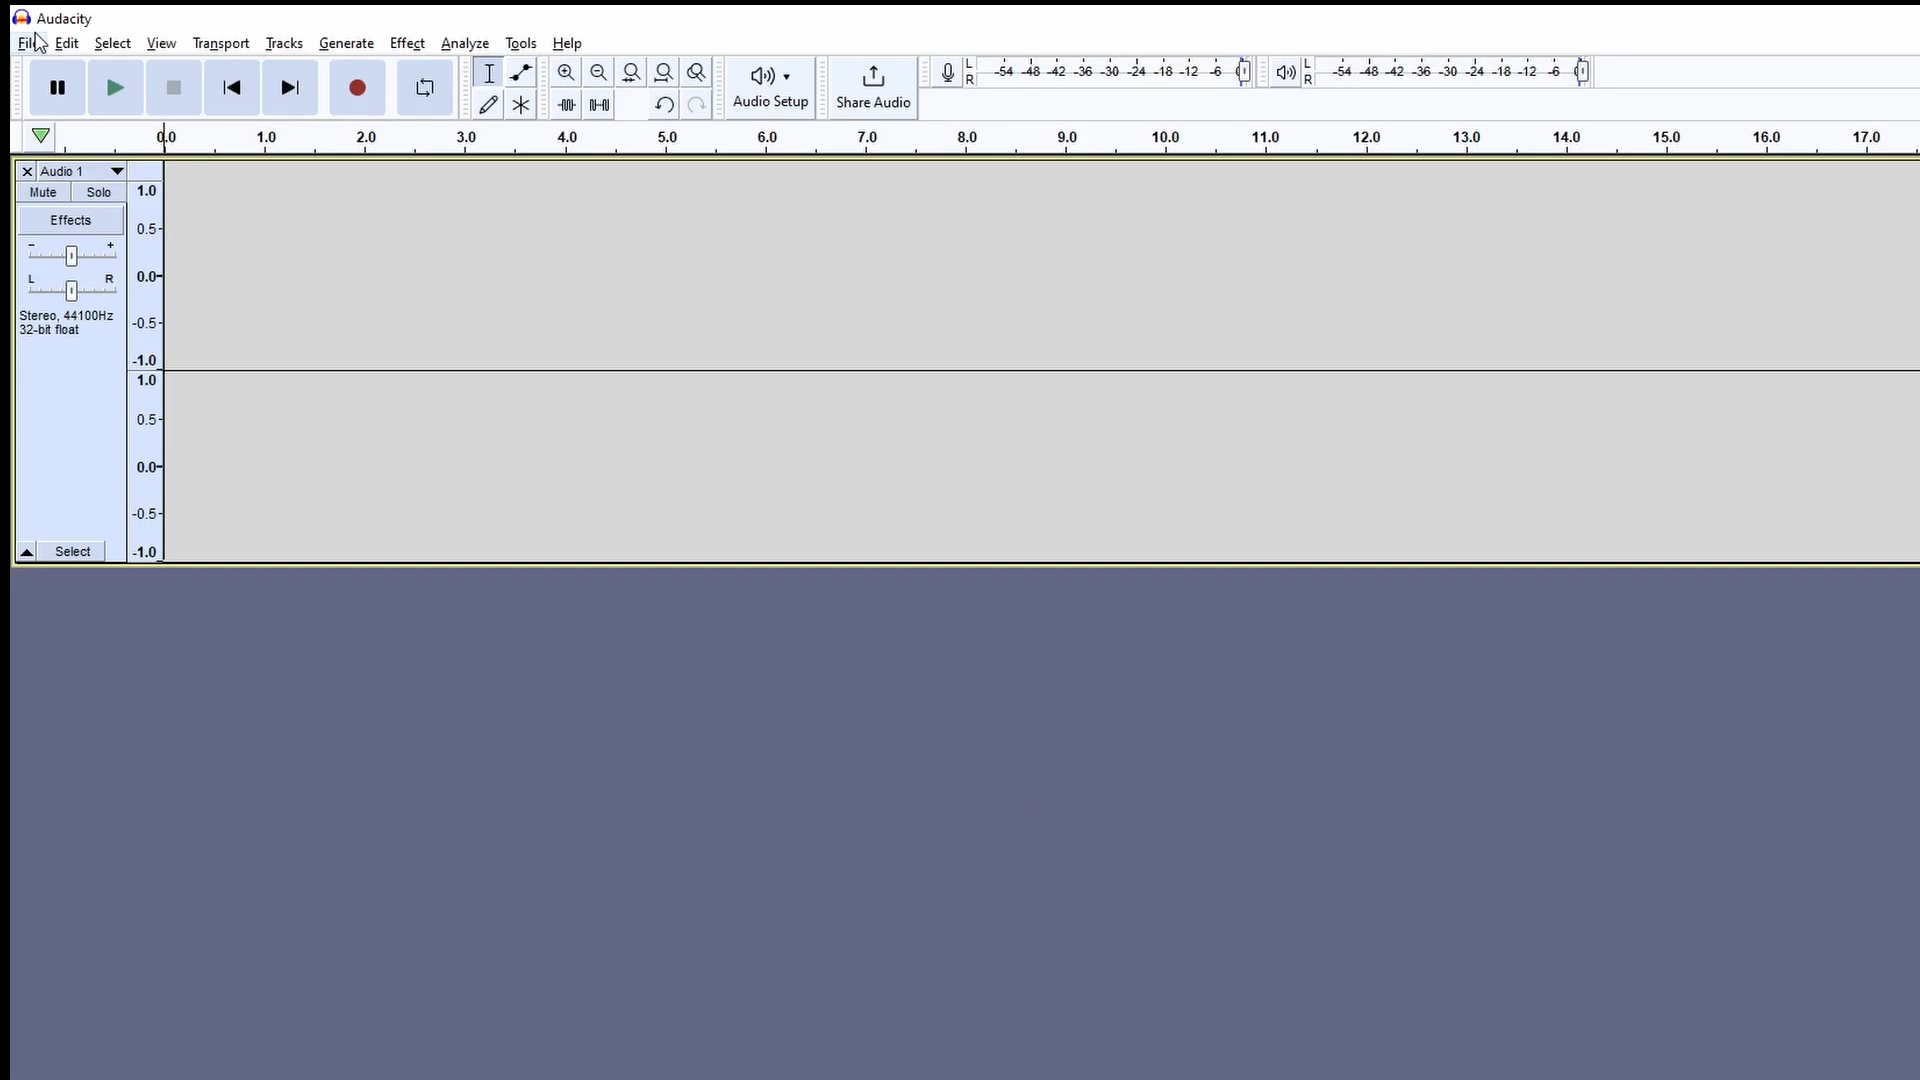 Audacity
File Edit Select View Transport Tracks Generate Effect Analyze Tools Help
L -54 -48 -42 -36 -30 -24 -18 -12 -6 0
R
L -54 -48 -42 -36 -30 -24 -18 -12 -6 0
R
Audio Setup
Share Audio
0.0 1.0 2.0 3.0 4.0 5.0 6.0 7.0 8.0 9.0 10.0 11.0 12.0 13.0 14.0 15.0 16.0 17.0
Audio 1
Mute Solo
Effects
- +
L R
Stereo, 44100Hz
32-bit float
Select
1.0
0.5-
0.0-
-0.5-
-1.0
1.0
0.5-
0.0-
-0.5-
-1.0